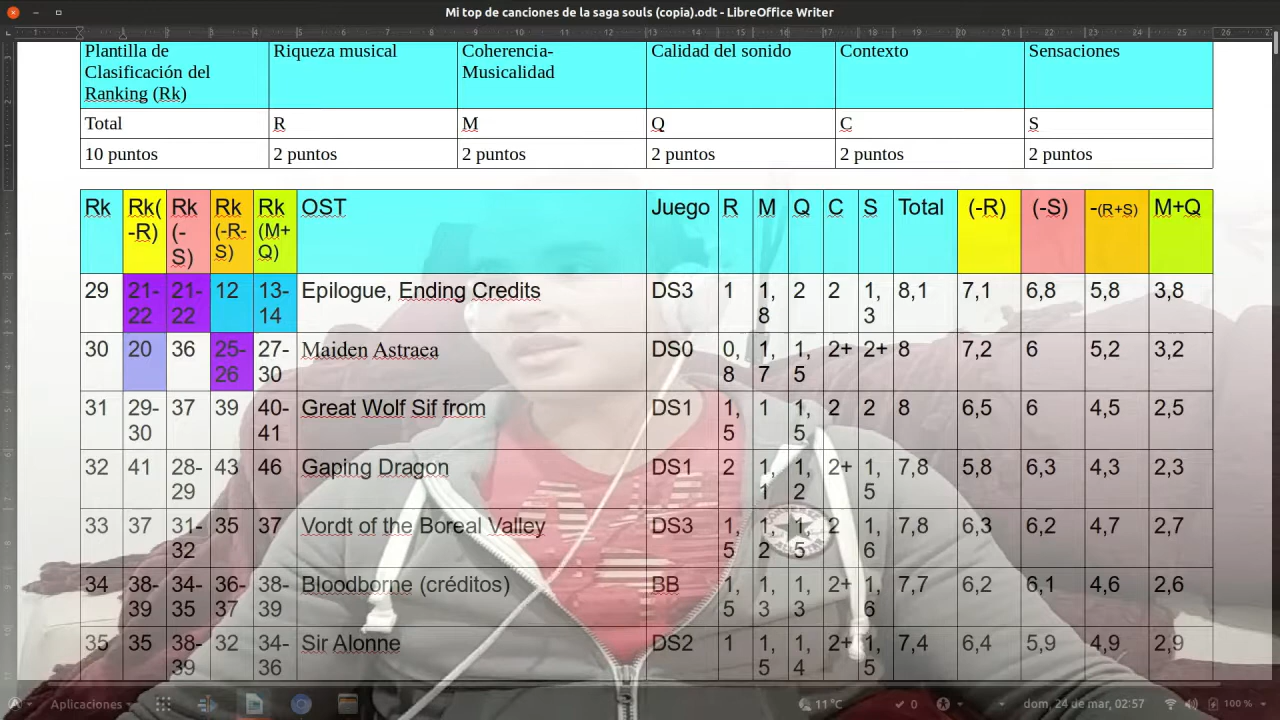 Mi top de canciones de la saga souls (copia).odt - LibreOffice Writer
Plantilla de Clasificación del Ranking (Rk) Riqueza musical Coherencia-Musicalidad Calidad del sonido Contexto Sensaciones
Total R M Q C S
10 puntos 2 puntos 2 puntos 2 puntos 2 puntos 2 puntos
Rk Rk(-R) Rk (-S) Rk (-R-S) Rk (M+Q) OST Juego R M Q C S Total (-R) (-S) -(R+S) M+Q
29 21-22 21-22 12 13-14 Epilogue, Ending Credits DS3 1 1,8 2 2 1,3 8,1 7,1 6,8 5,8 3,8
30 20 36 25-26 27-30 Maiden Astraea DS0 0,8 1,7 1,5 2+ 2+ 8 7,2 6 5,2 3,2
31 29-30 37 39 40-41 Great Wolf Sif from DS1 1,5 1 1,5 2 2 8 6,5 6 4,5 2,5
32 41 28-29 43 46 Gaping Dragon DS1 2 1,1 1,2 2+ 1,5 7,8 5,8 6,3 4,3 2,3
33 37 31-32 35 37 Vordt of the Boreal Valley DS3 1,5 1,2 1,5 2 1,6 7,8 6,3 6,2 4,7 2,7
34 38-39 34-35 36-37 38-39 Bloodborne (créditos) BB 1,5 1,3 1,3 2+ 1,6 7,7 6,2 6,1 4,6 2,6
35 35 38-39 32 34-36 Sir Alonne DS2 1 1,5 1,4 2+ 1,5 7,4 6,4 5,9 4,9 2,9
Aplicaciones 11°C 0 dom, 24 de mar, 02:57 100 %